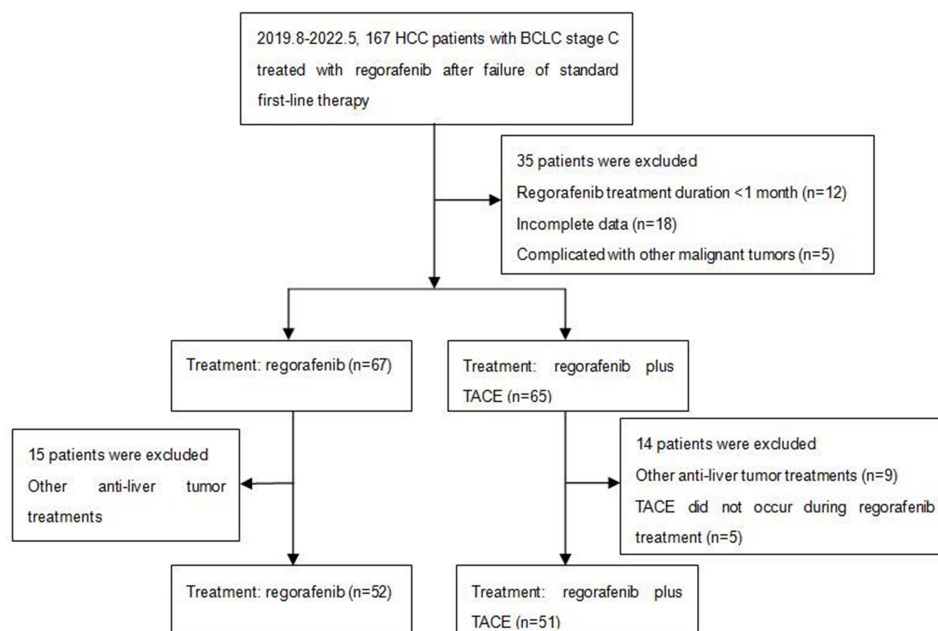 2019.8-2022.5, 167 HCC patients with BCLC stage C
treated with regorafenib after failure of standard
first-line therapy
35 patients were excluded
Regorafenib treatment duration <1 month (n=12)
Incomplete data (n=18)
Complicated with other malignant tumors (n=5)
Treatment: regorafenib (n=67)
Treatment: regorafenib plus
TACE (n=65)
15 patients were excluded
Other anti-liver tumor
treatments
14 patients were excluded
Other anti-liver tumor treatments (n=9)
TACE did not occur during regorafenib
treatment (n=5)
Treatment: regorafenib (n=52)
Treatment: regorafenib plus
TACE (n=51)